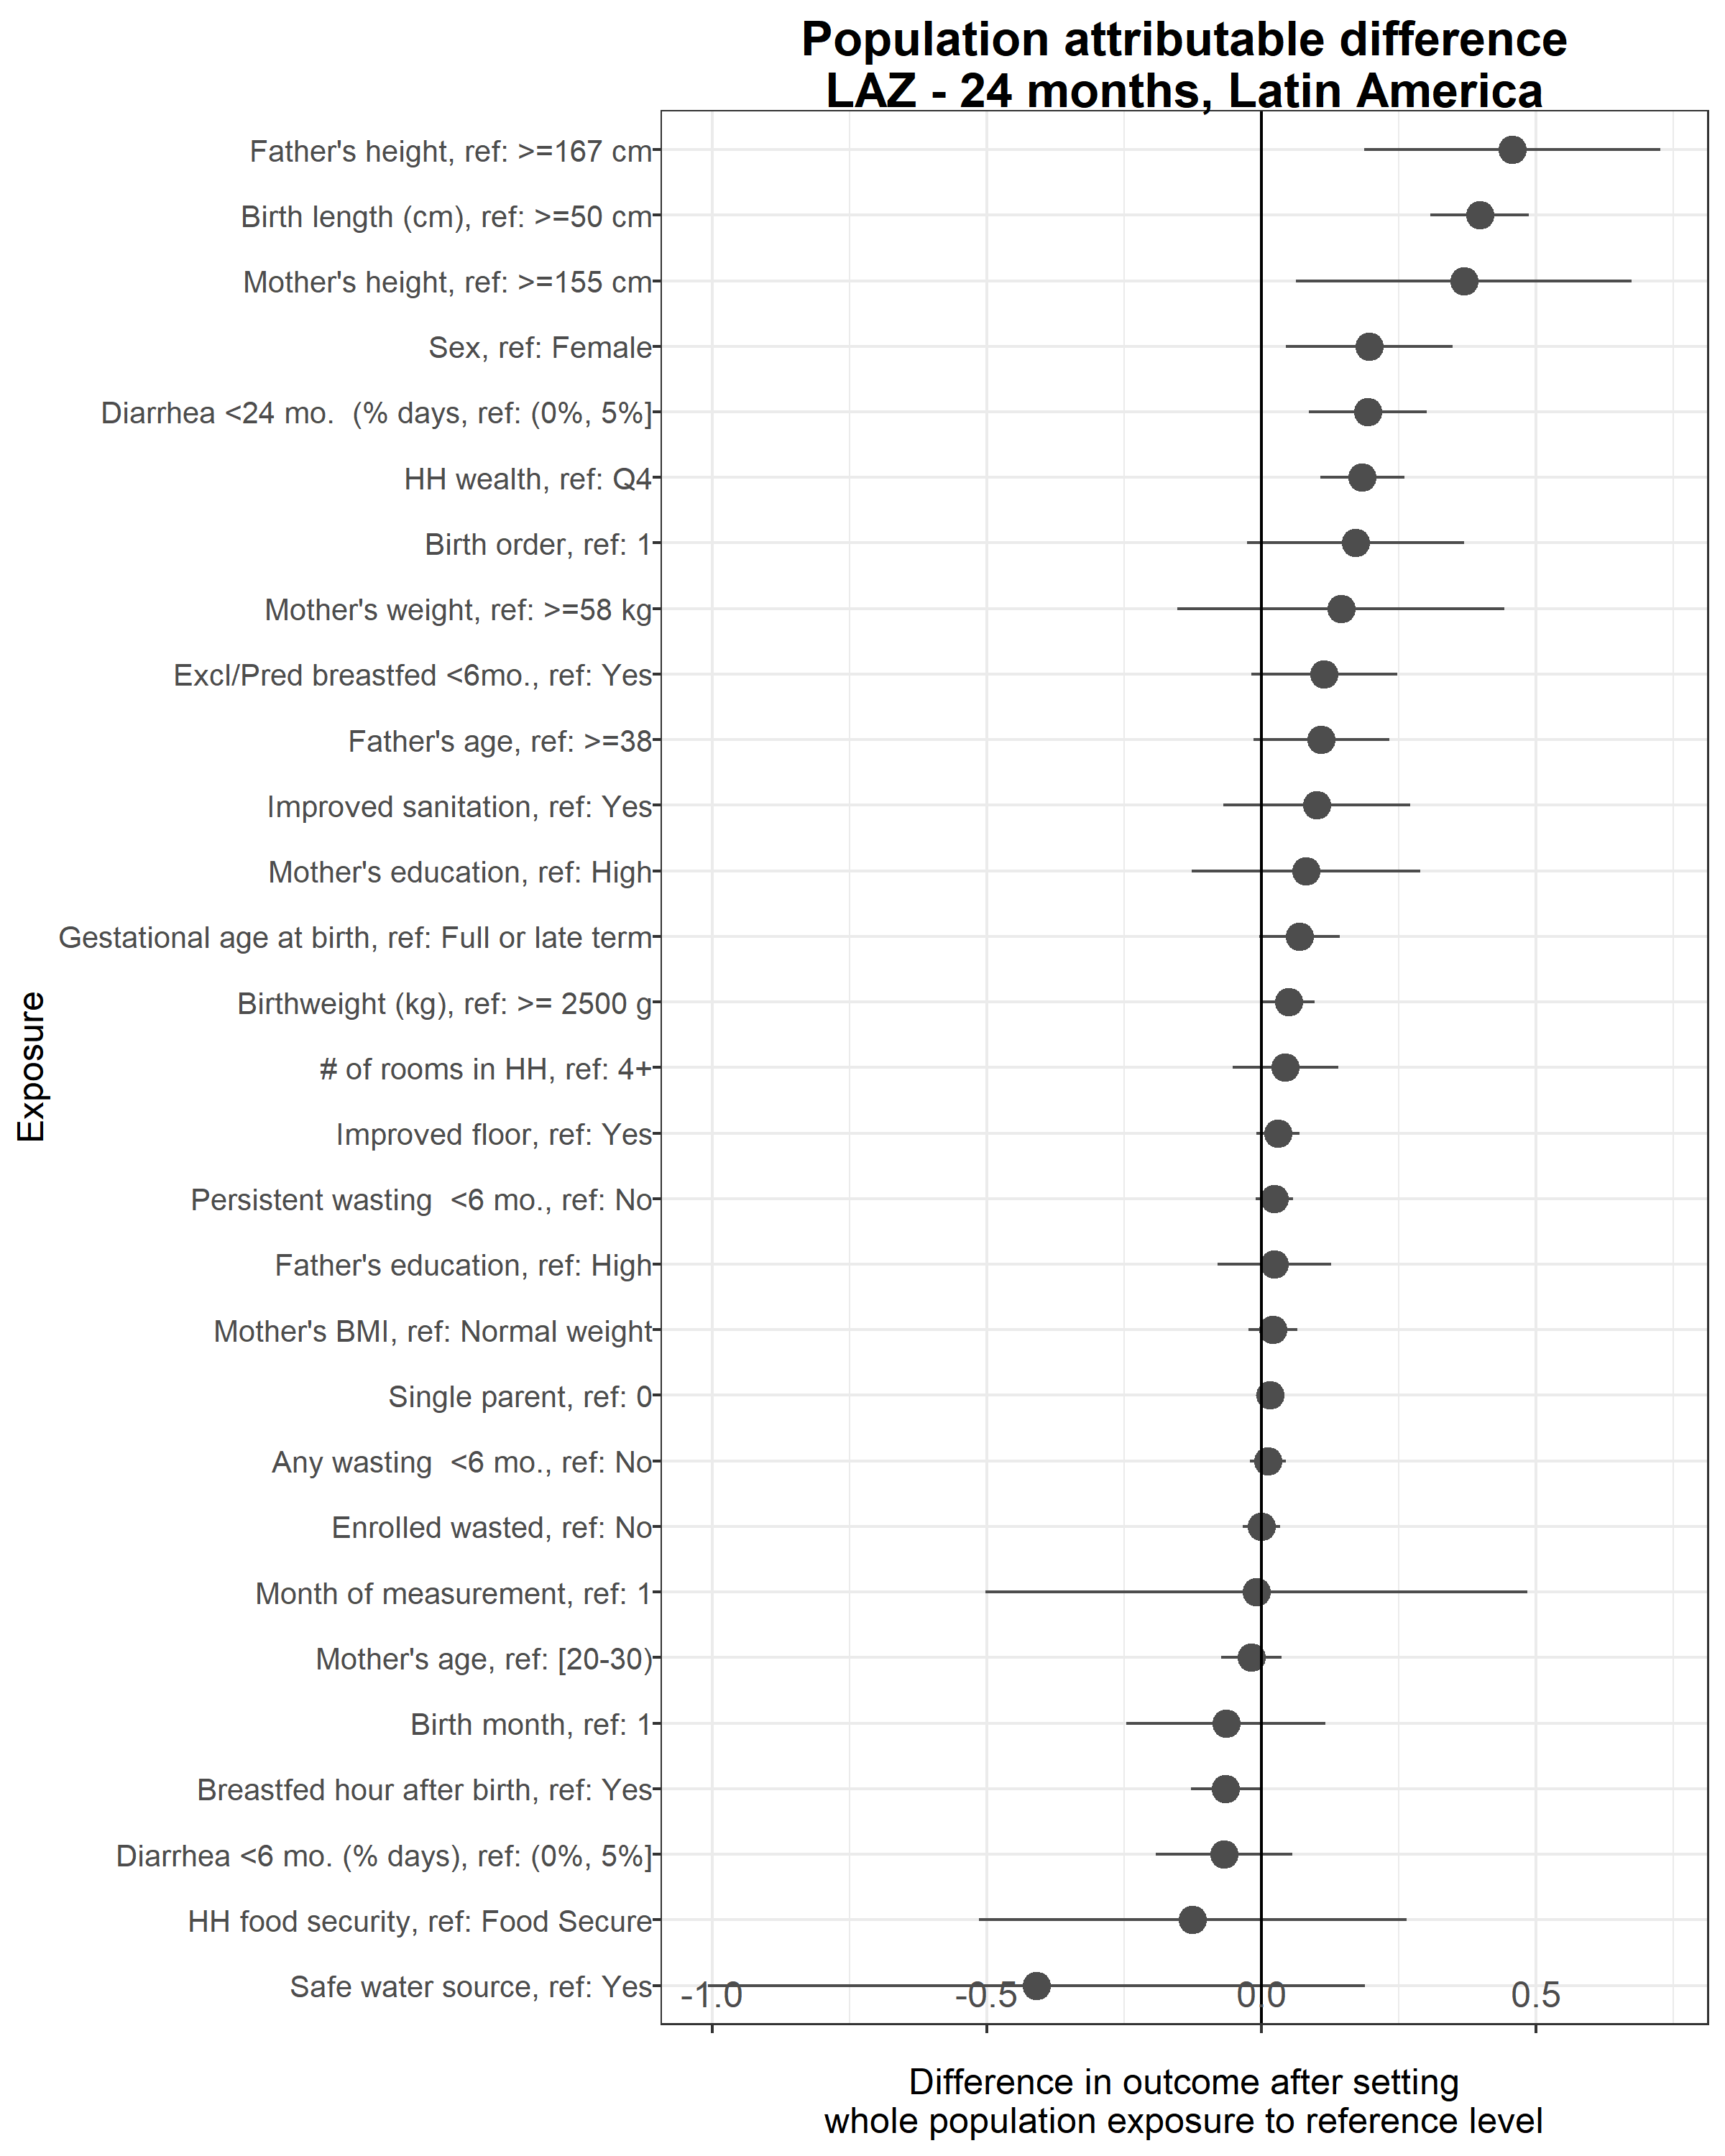 Population attributable difference
LAZ - 24 months, Latin America
Exposure
Father's height, ref: >=167 cm
Birth length (cm), ref: >=50 cm
Mother's height, ref: >=155 cm
Sex, ref: Female
Diarrhea <24 mo.  (% days, ref: (0%, 5%]
HH wealth, ref: Q4
Birth order, ref: 1
Mother's weight, ref: >=58 kg
Excl/Pred breastfed <6mo., ref: Yes
Father's age, ref: >=38
Improved sanitation, ref: Yes
Mother's education, ref: High
Gestational age at birth, ref: Full or late term
Birthweight (kg), ref: >= 2500 g
# of rooms in HH, ref: 4+
Improved floor, ref: Yes
Persistent wasting  <6 mo., ref: No
Father's education, ref: High
Mother's BMI, ref: Normal weight
Single parent, ref: 0
Any wasting  <6 mo., ref: No
Enrolled wasted, ref: No
Month of measurement, ref: 1
Mother's age, ref: [20-30)
Birth month, ref: 1
Breastfed hour after birth, ref: Yes
Diarrhea <6 mo. (% days), ref: (0%, 5%]
HH food security, ref: Food Secure
Safe water source, ref: Yes
-1.0 -0.5 0.0 0.5
Difference in outcome after setting
whole population exposure to reference level